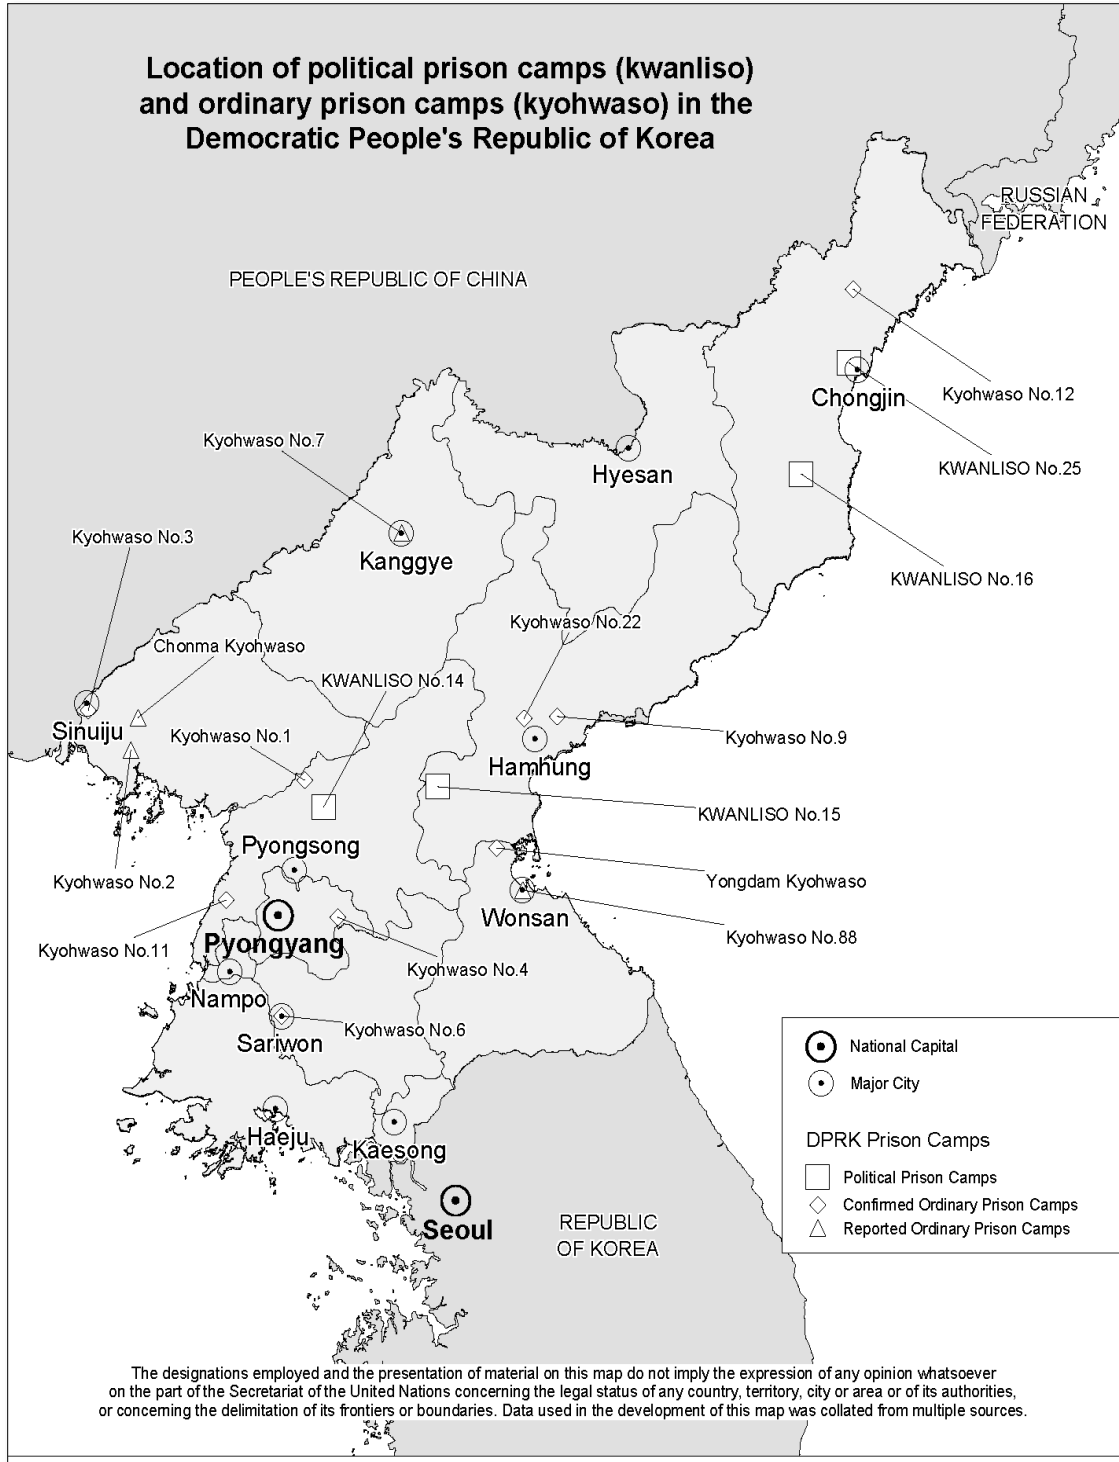 Location of political prison camps (kwanliso)
and ordinary prison camps (kyohwaso) in the
Democratic People's Republic of Korea
RUSSIAN
FEDERATION
PEOPLE'S REPUBLIC OF CHINA
Kyohwaso No.12
Chongjin
Kyohwaso No.7
KWANLISO No.25
Hyesan
Kyohwaso No.3
Kanggye
KWANLISO No.16
Kyohwaso No.22
Chonma Kyohwaso
KWANLISO No.14
Sinuiju
Kyohwaso No.1
Kyohwaso No.9
Hamhung
KWANLISO No.15
Pyongsong
Kyohwaso No.2
Yongdam Kyohwaso
Wonsan
Kyohwaso No.88
Pyongyang
Kyohwaso No.11
Kyohwaso No.4
Nampo
Kyohwaso No.6
Sariwon
Haeju
Kaesong
Seoul
REPUBLIC
OF KOREA
National Capital
Major City
DPRK Prison Camps
Political Prison Camps
Confirmed Ordinary Prison Camps
Reported Ordinary Prison Camps
The designations employed and the presentation of material on this map do not imply the expression of any opinion whatsoever
on the part of the Secretariat of the United Nations concerning the legal status of any country, territory, city or area or of its authorities,
or concerning the delimitation of its frontiers or boundaries. Data used in the development of this map was collated from multiple sources.